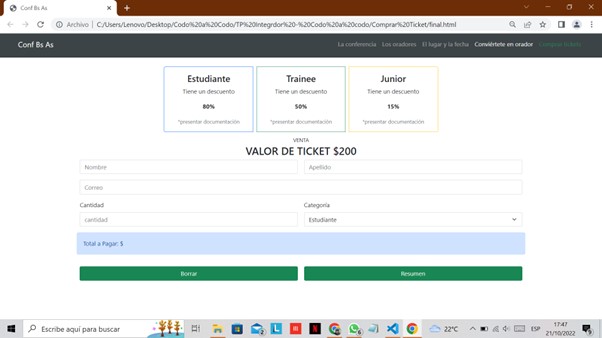 Conf Bs As
Archivo | C:/Users/Lenovo/Desktop/Codo%20a%20Codo/TP%20Integrdor%20-%20Codo%20a%20codo/Comprar%20Ticket/final.html
Conf Bs As
La conferencia Los oradores El lugar y la fecha Conviértete en orador Comprar tickets
Estudiante
Tiene un descuento
80%
*presentar documentación
Trainee
Tiene un descuento
50%
*presentar documentación
Junior
Tiene un descuento
15%
*presentar documentación
VENTA
VALOR DE TICKET $200
Nombre
Apellido
Correo
Cantidad
Categoría
cantidad
Estudiante
Total a Pagar: $
Borrar
Resumen
Escribe aquí para buscar
22°C
ESP
17:47
21/10/2022